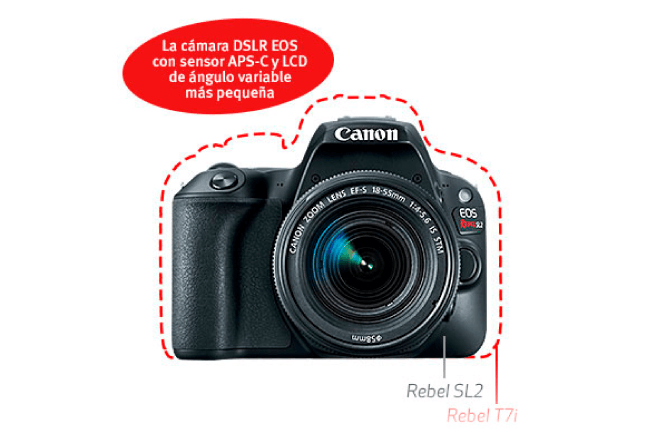 La cámara DSLR EOS
con sensor APS-C y LCD
de ángulo variable
más pequeña
Canon
CANON ZOOM LENS EF-S 18-55mm 1:4-5.6 IS STM
EOS
Rebel SL2
ø58mm
Rebel SL2
Rebel T7i